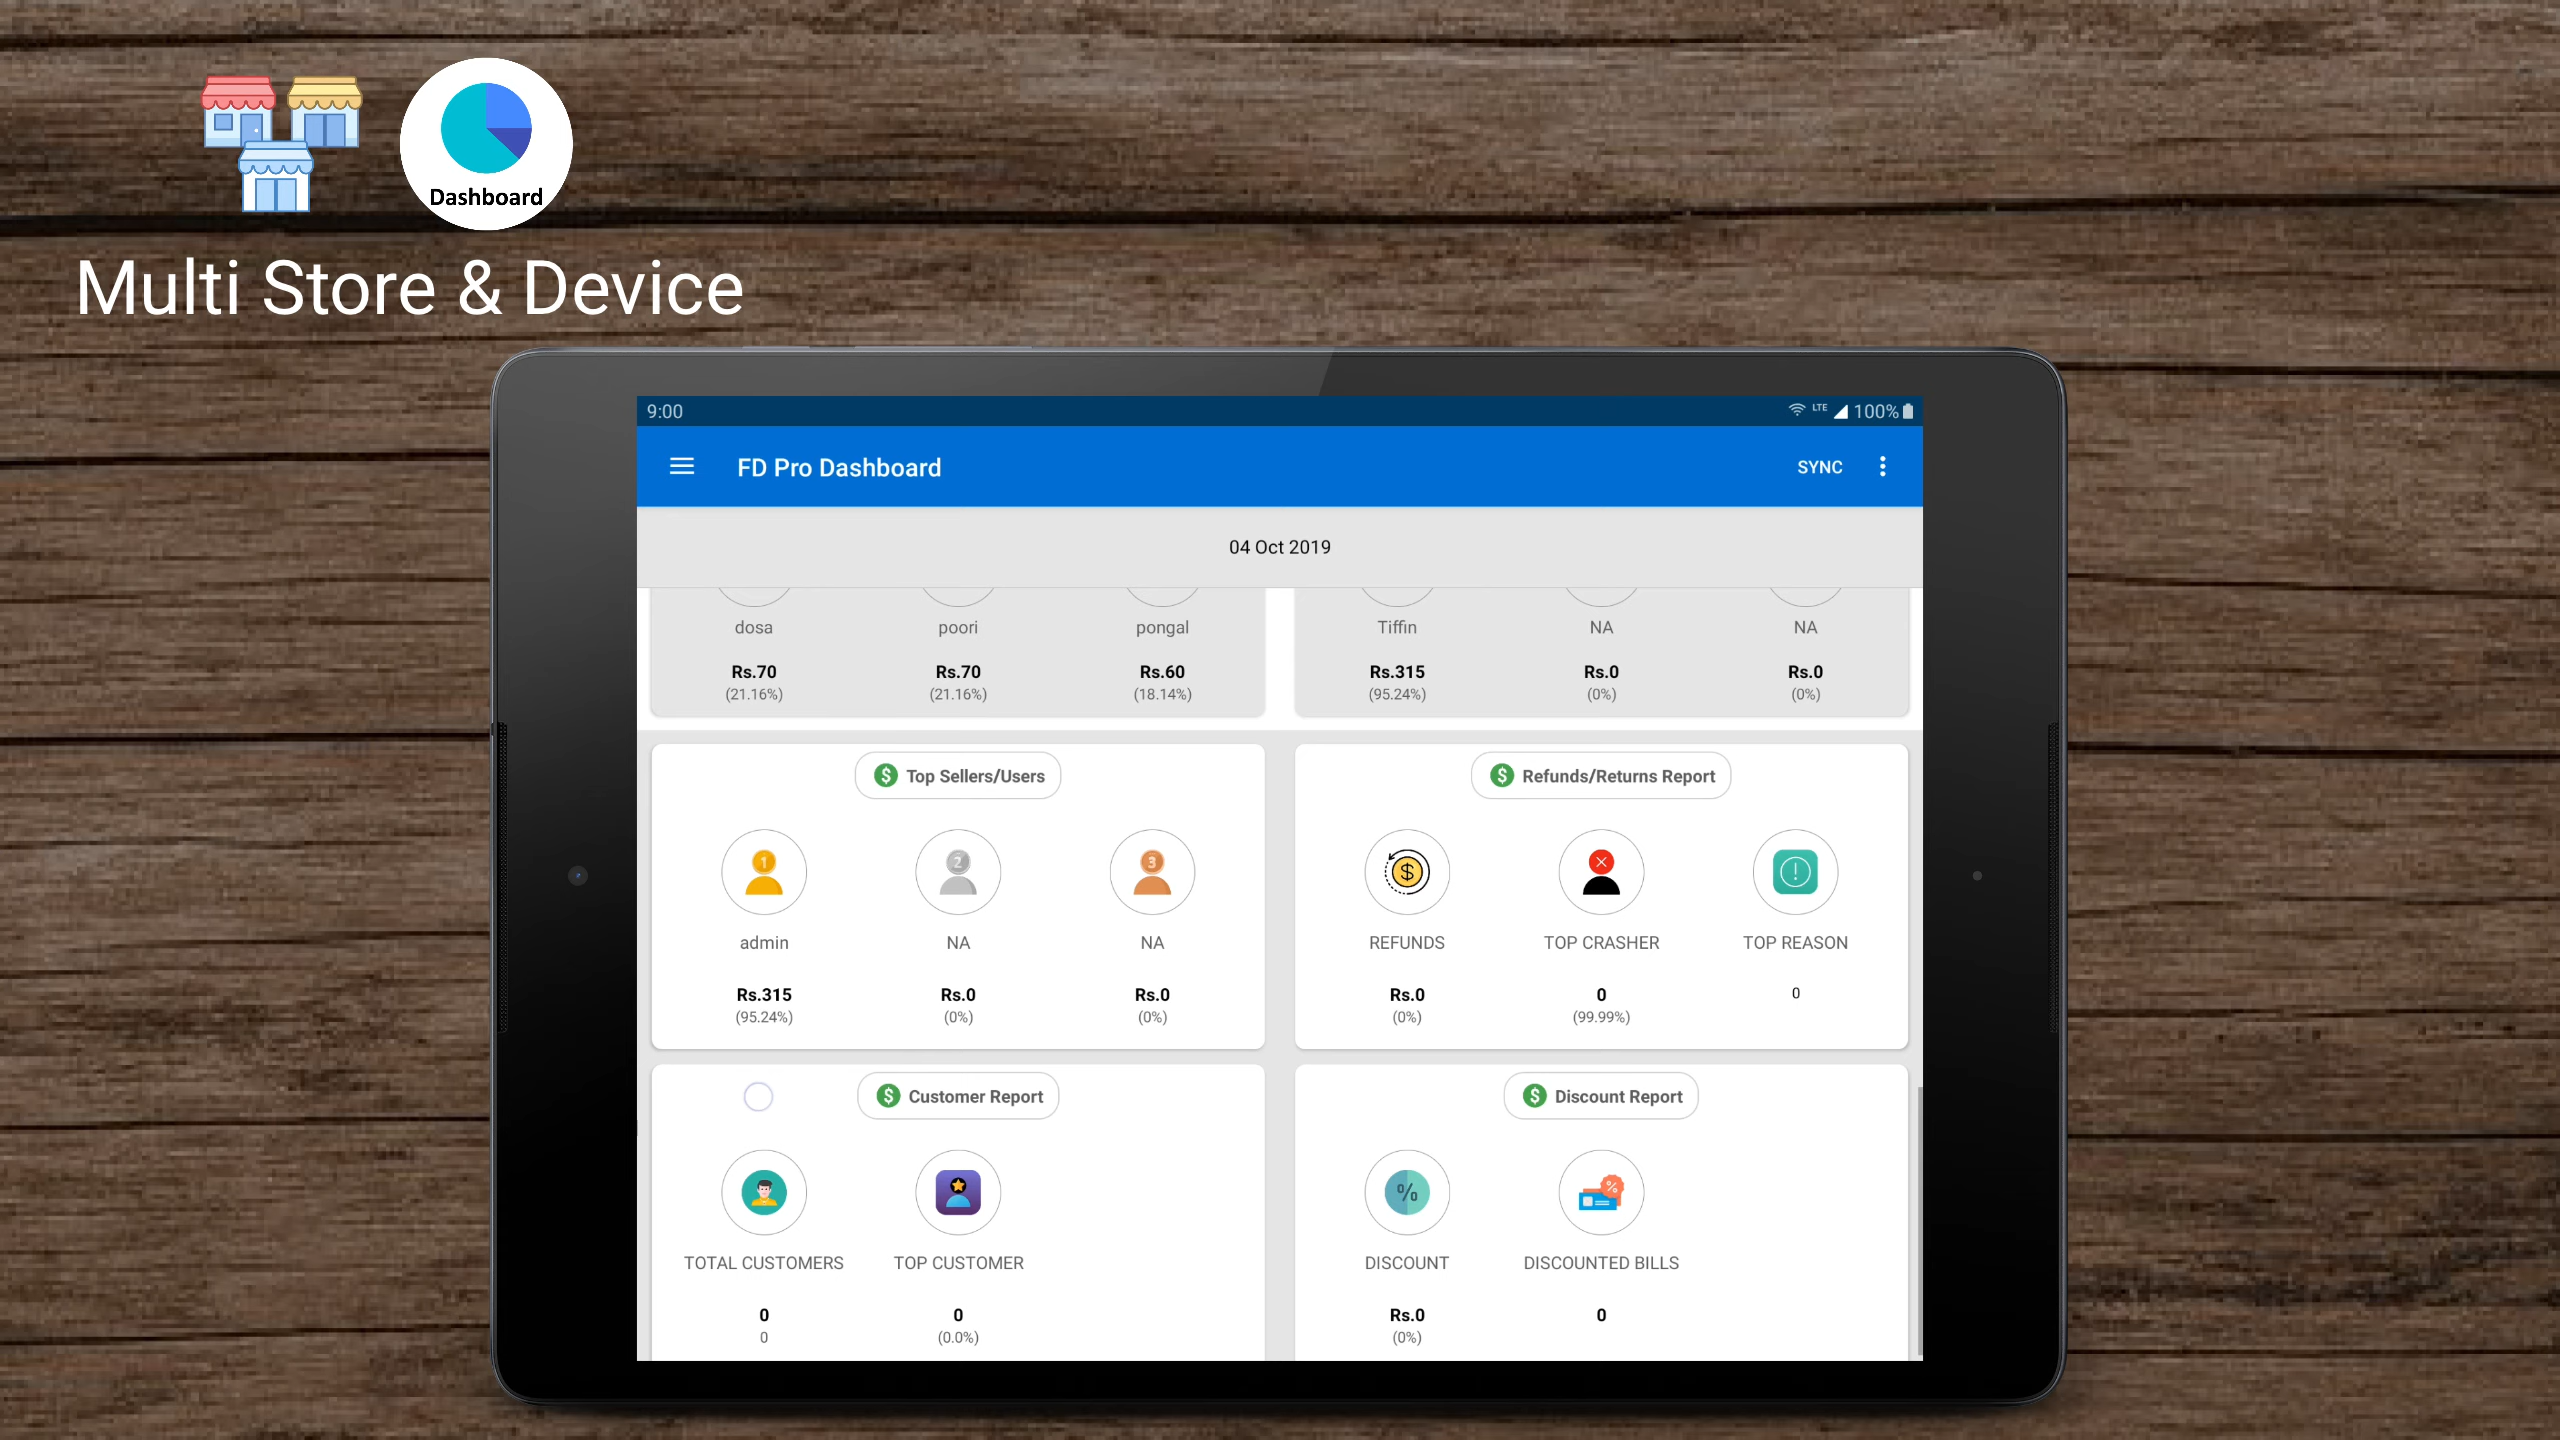 Dashboard
Multi Store & Device
9:00 LTE 100%
FD Pro Dashboard SYNC
04 Oct 2019
dosa poori pongal Tiffin NA NA
Rs.70 Rs.70 Rs.60 Rs.315 Rs.0 Rs.0
(21.16%) (21.16%) (18.14%) (95.24%) (0%) (0%)
$ Top Sellers/Users
1 2 3
admin NA NA
Rs.315 Rs.0 Rs.0
(95.24%) (0%) (0%)
$ Refunds/Returns Report
$ !
REFUNDS TOP CRASHER TOP REASON
Rs.0 0 0
(0%) (99.99%)
$ Customer Report
TOTAL CUSTOMERS TOP CUSTOMER
0 0
0 (0.0%)
$ Discount Report
% %
DISCOUNT DISCOUNTED BILLS
Rs.0 0
(0%)